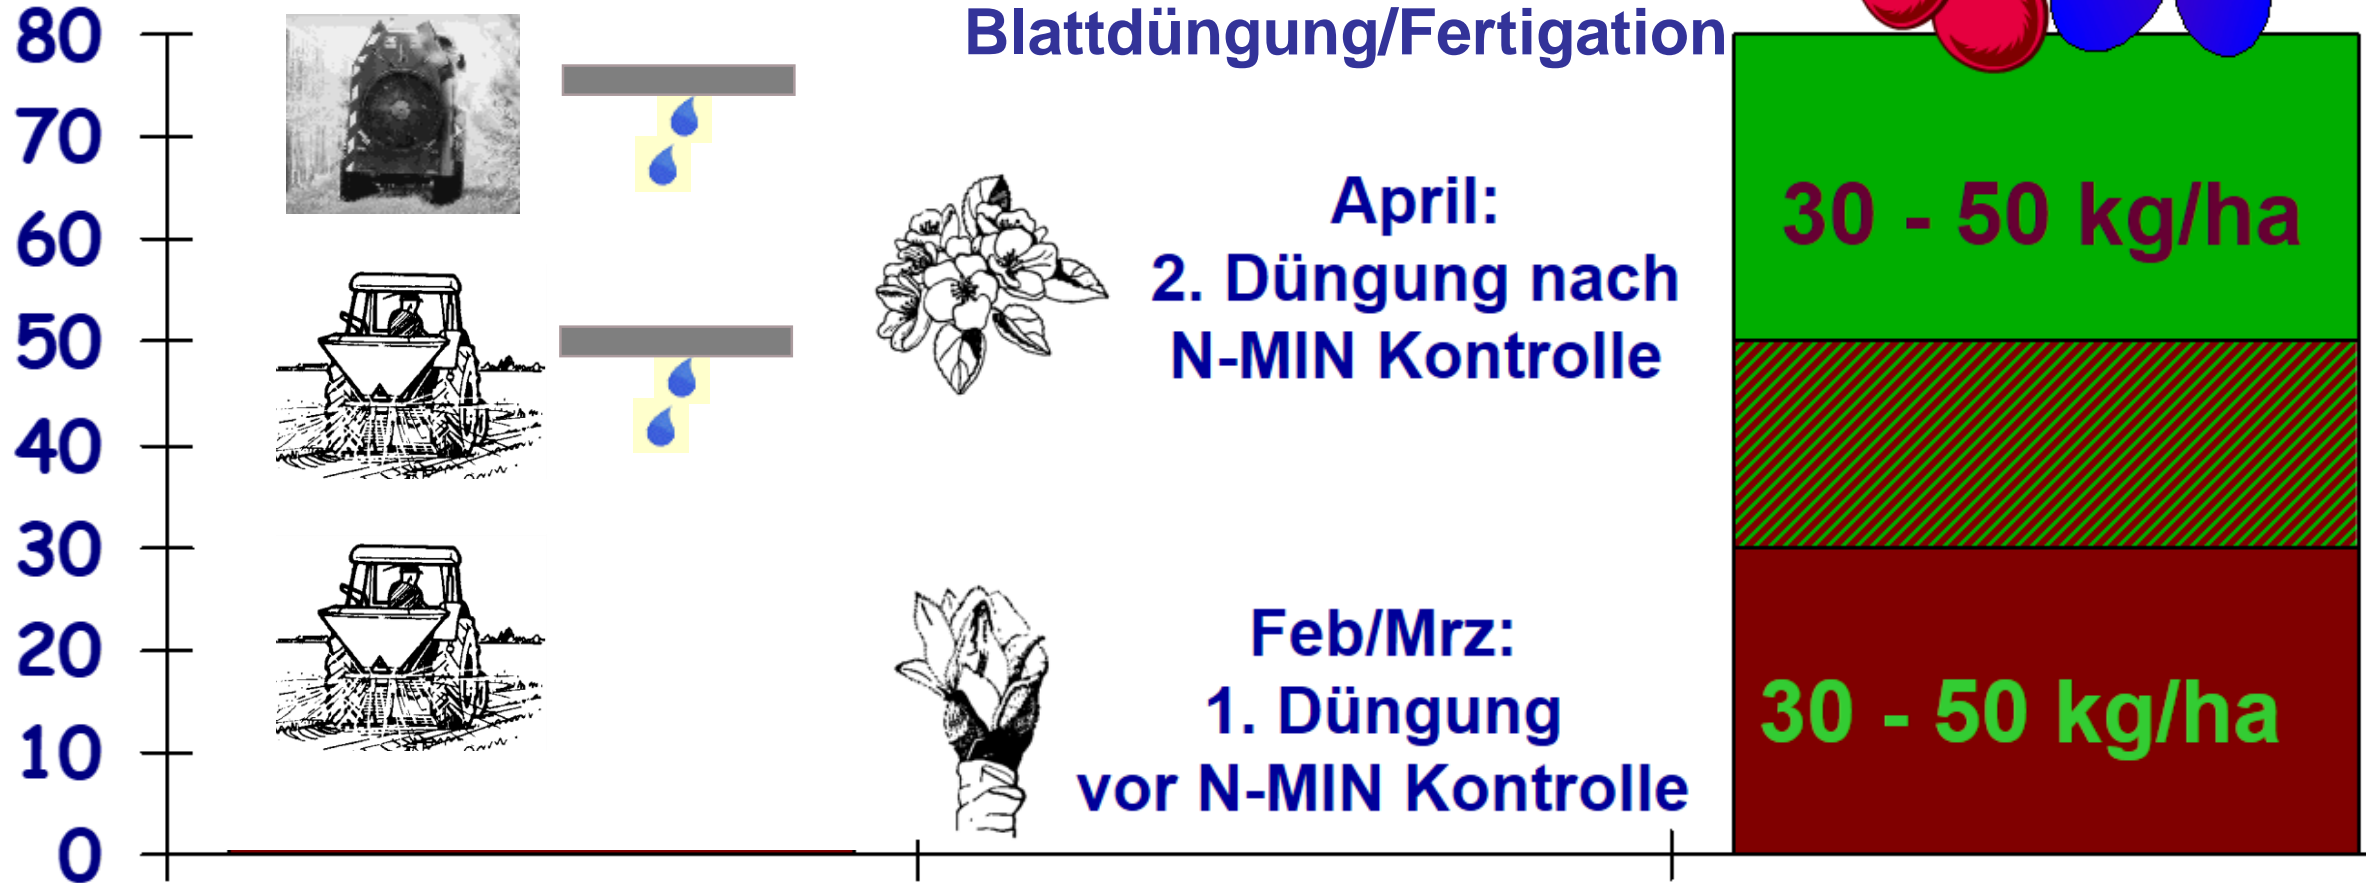 Blattdüngung/Fertigation
80
70
60
50
40
30
20
10
0
April:
2. Düngung nach
N-MIN Kontrolle
30 - 50 kg/ha
Feb/Mrz:
1. Düngung
vor N-MIN Kontrolle
30 - 50 kg/ha